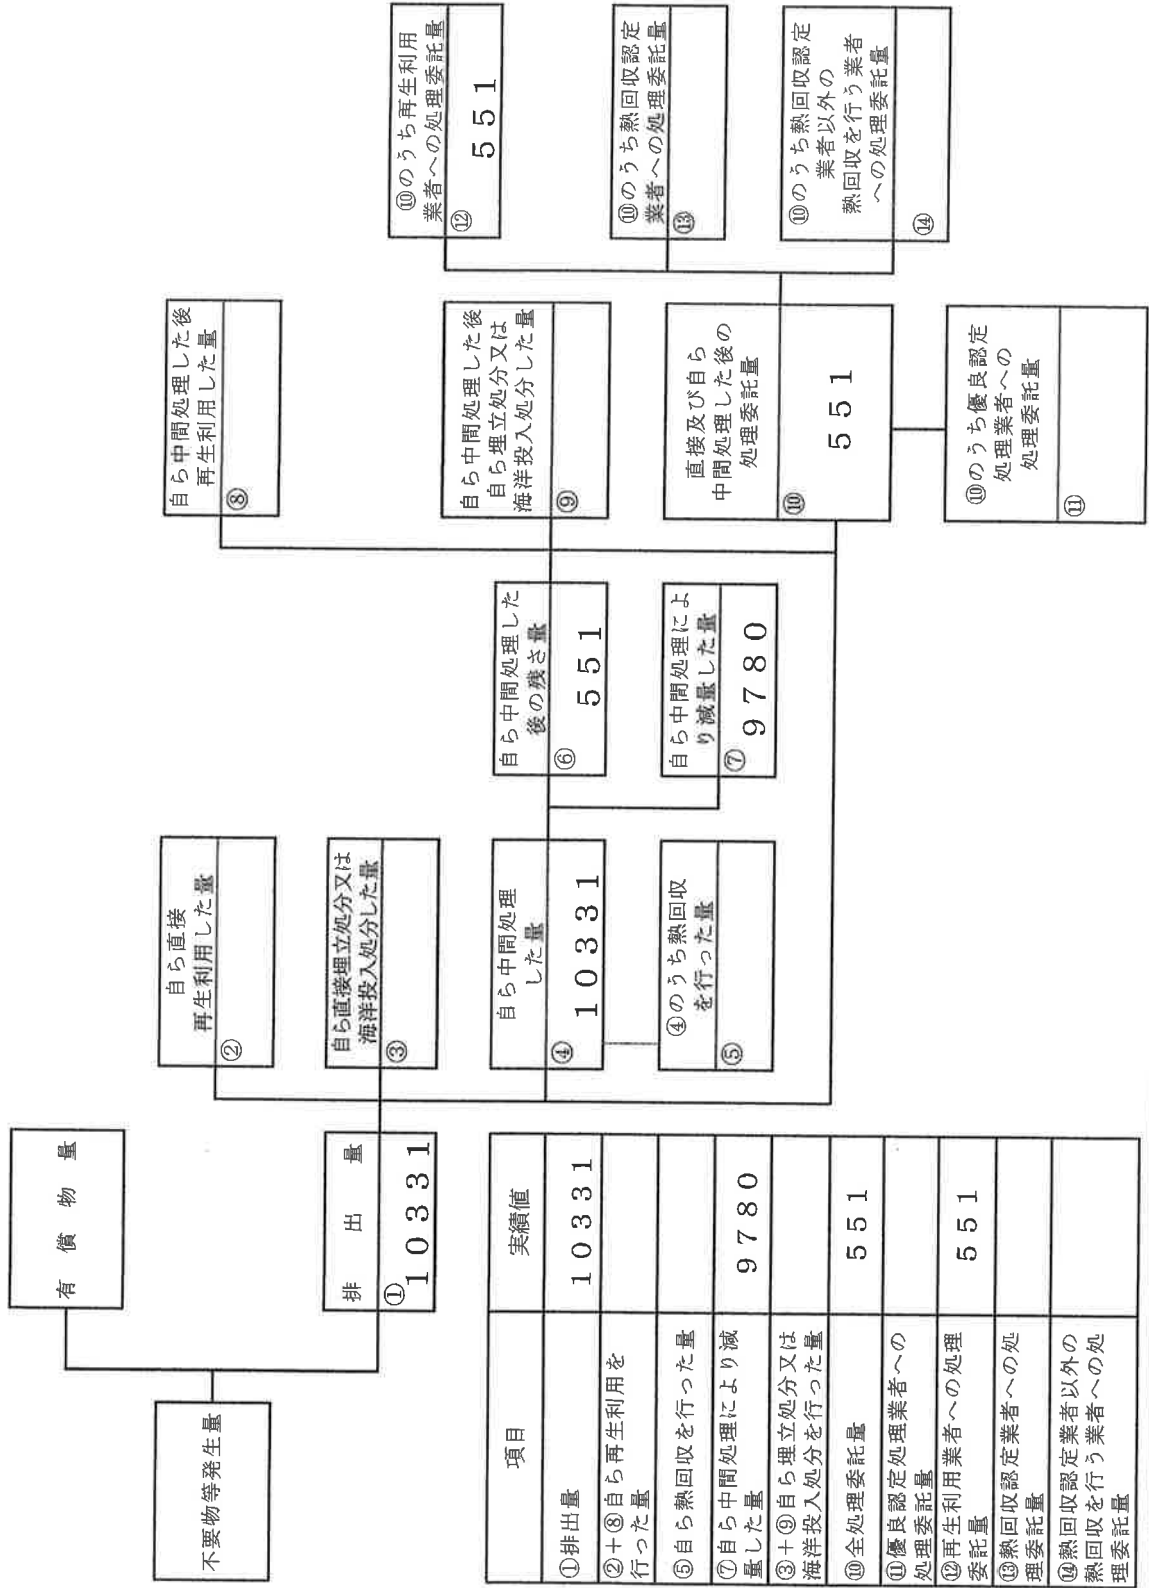 不要物等発生量
有償物量
排出量
① 10331
自ら直接
再生利用した量
②
自ら直接埋立処分又は
海洋投入処分した量
③
自ら中間処理
した量
④ 10331
④のうち熱回収
を行った量
⑤
自ら中間処理した
後の残さ量
⑥ 551
自ら中間処理によ
り減量した量
⑦ 9780
自ら中間処理した後
再生利用した量
⑧
自ら中間処理した後
自ら埋立処分又は
海洋投入処分した量
⑨
直接及び自ら
中間処理した後の
処理委託量
⑩ 551
⑩のうち優良認定
処理業者への
処理委託量
⑪
⑩のうち再生利用
業者への処理委託量
⑫ 551
⑩のうち熱回収認定
業者への処理委託量
⑬
⑩のうち熱回収認定
業者以外の
熱回収を行う業者
への処理委託量
⑭
項目 実績値
①排出量 10331
②+⑧自ら再生利用を
行った量
⑤自ら熱回収を行った量
⑦自ら中間処理により減
量した量 9780
③+⑨自ら埋立処分又は
海洋投入処分を行った量
⑩全処理委託量 551
⑪優良認定処理業者への
処理委託量
⑫再生利用業者への処理
委託量 551
⑬熱回収認定業者への処
理委託量
⑭熱回収認定業者以外の
熱回収を行う業者への処
理委託量